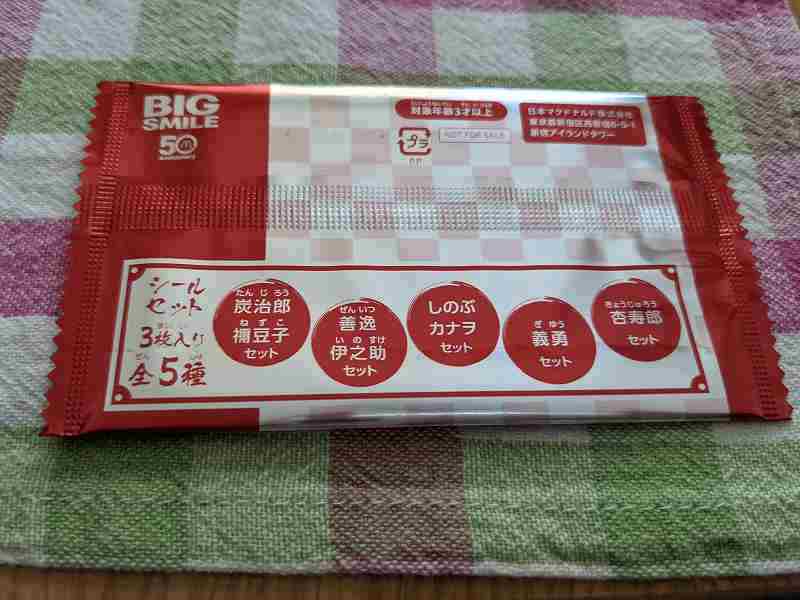 BIG
SMILE
50
対象年齢3才以上
プラ
NOT FOR SALE
日本マクドナルド株式会社
東京都新宿区西新宿6-5-1
新宿アイランドタワー
シール
セット
3枚入り
全5種
たんじろう
炭治郎
ねずこ
禰豆子
セット
ぜんいつ
善逸
いのすけ
伊之助
セット
しのぶ
カナヲ
セット
ぎゆう
義勇
セット
きょうじゅろう
杏寿郎
セット